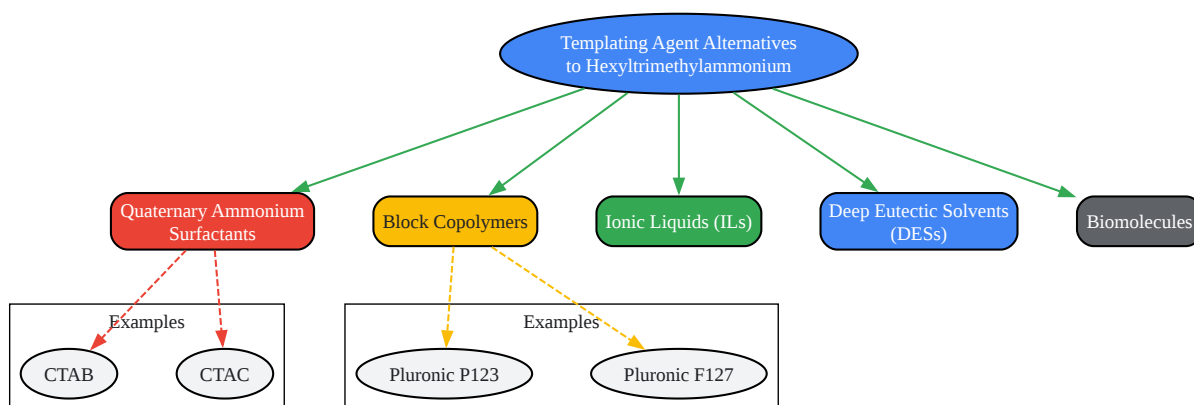 Templating Agent Alternatives
to Hexyltrimethylammonium
Quaternary Ammonium
Surfactants
Block Copolymers
Ionic Liquids (ILs)
Deep Eutectic Solvents
(DESs)
Biomolecules
Examples
Examples
CTAB
CTAC
Pluronic P123
Pluronic F127